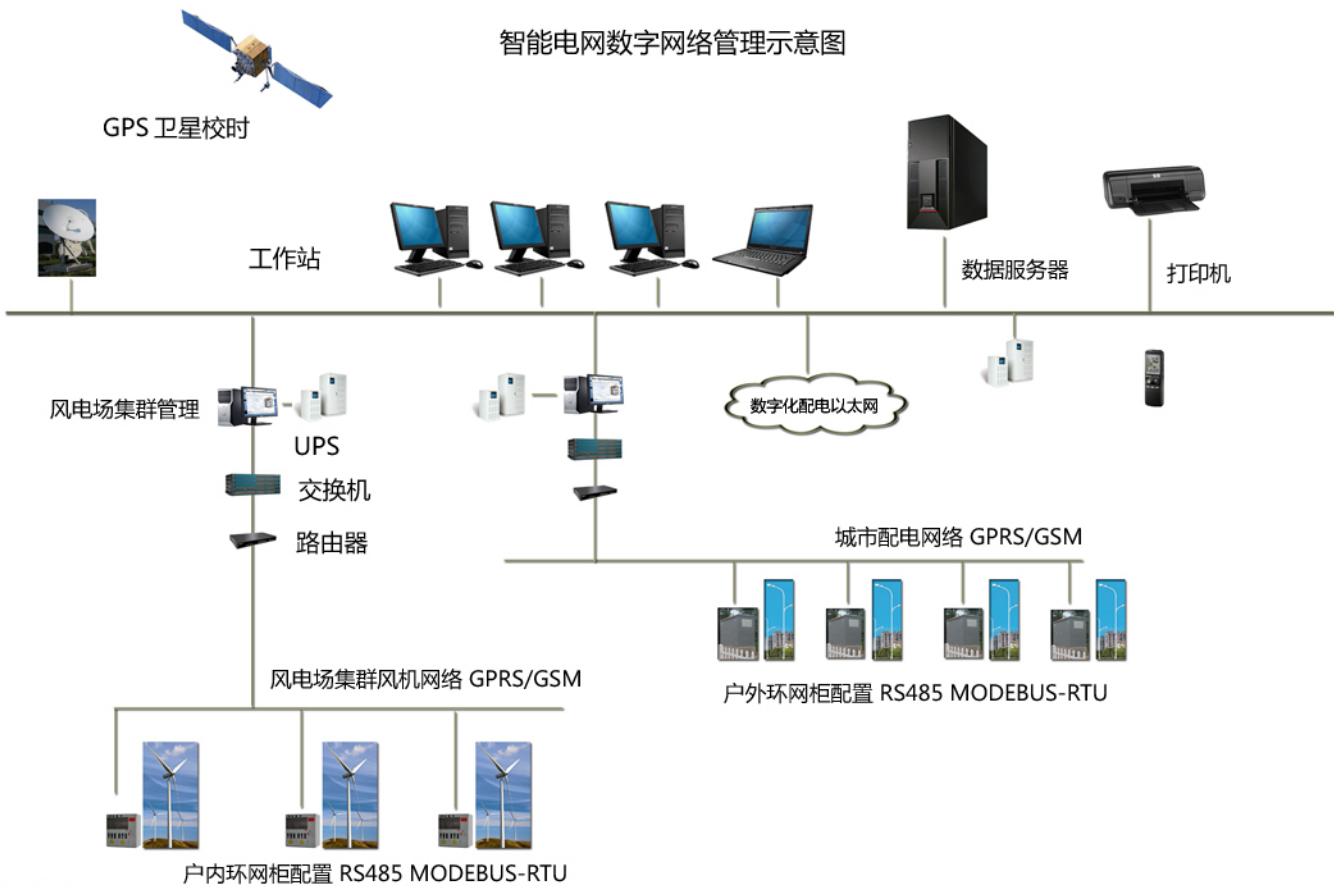 智能电网数字网络管理示意图
GPS 卫星校时
工作站
数据服务器
打印机
风电场集群管理
数字化配电以太网
UPS
交换机
路由器
城市配电网络 GPRS/GSM
风电场集群风机网络 GPRS/GSM
户外环网柜配置 RS485 MODEBUS-RTU
户内环网柜配置 RS485 MODEBUS-RTU